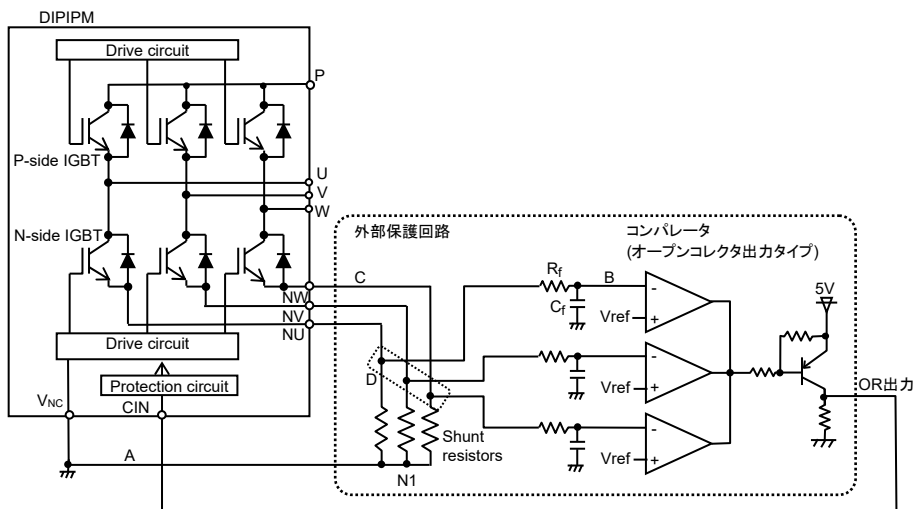 DIPIPM
Drive circuit
P
P-side IGBT
U
V
W
N-side IGBT
外部保護回路
コンパレータ
(オープンコレクタ出力タイプ)
C
Rf
B
-
5V
NW
Cf
Vref
+
NV
NU
Drive circuit
-
Vref
+
Protection circuit
D
OR出力
VNC
CIN
-
Shunt
resistors
Vref
+
A
N1